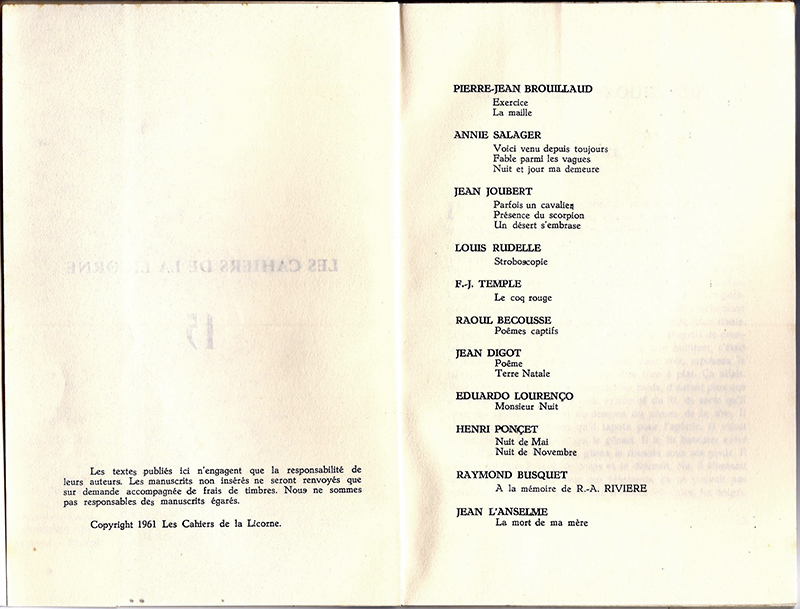 LES CAHIERS DE LA LICORNE
15
Les textes publiés ici n'engagent que la responsabilité de
leurs auteurs. Les manuscrits non insérés ne seront renvoyés que
sur demande accompagnée de frais de timbres. Nous ne sommes
pas responsables des manuscrits égarés.
Copyright 1961 Les Cahiers de la Licorne.
PIERRE-JEAN BROUILLAUD
Exercice
La maille
ANNIE SALAGER
Voici venu depuis toujours
Fable parmi les vagues
Nuit et jour ma demeure
JEAN JOUBERT
Parfois un cavalier
Présence du scorpion
Un désert s'embrase
LOUIS RUDELLE
Stroboscopie
F.-J. TEMPLE
Le coq rouge
RAOUL BECOUSSE
Poèmes captifs
JEAN DIGOT
Poême
Terre Natale
EDUARDO LOURENÇO
Monsieur Nuit
HENRI PONÇET
Nuit de Mai
Nuit de Novembre
RAYMOND BUSQUET
A la mémoire de R.-A. RIVIERE
JEAN L'ANSELME
La mort de ma mère